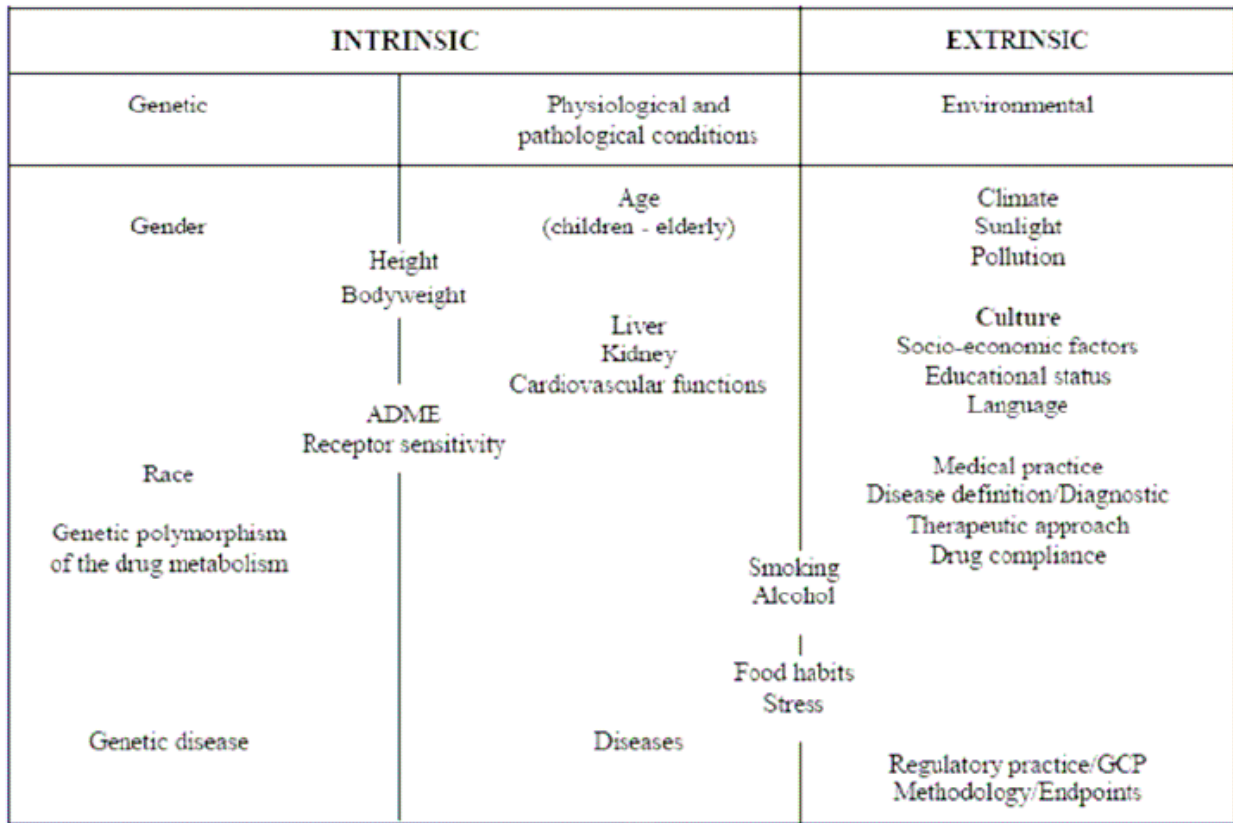 INTRINSIC
EXTRINSIC
Genetic
Physiological and
pathological conditions
Environmental
Gender
Height
Bodyweight
ADME
Receptor sensitivity
Race
Genetic polymorphism
of the drug metabolism
Genetic disease
Age
(children - elderly)
Liver
Kidney
Cardiovascular functions
Smoking
Alcohol
Food habits
Stress
Diseases
Climate
Sunlight
Pollution
Culture
Socio-economic factors
Educational status
Language
Medical practice
Disease definition/Diagnostic
Therapeutic approach
Drug compliance
Regulatory practice/GCP
Methodology/Endpoints